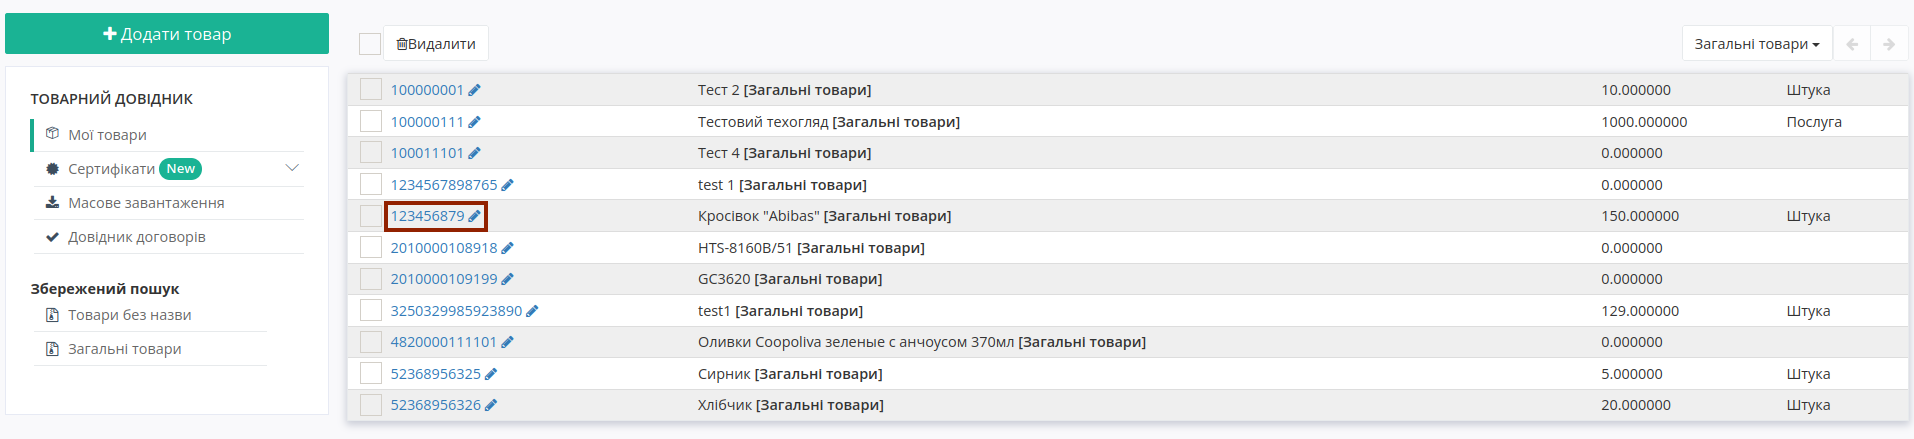 Додати товар
ТОВАРНИЙ ДОВІДНИК
Мої товари
Сертифікати New
Масове завантаження
Довідник договорів
Збережений пошук
Товари без назви
Загальні товари
Видалити
Загальні товари
100000001 Тест 2 [Загальні товари] 10.000000 Штука
100000111 Тестовий техогляд [Загальні товари] 1000.000000 Послуга
100011101 Тест 4 [Загальні товари] 0.000000
1234567898765 test 1 [Загальні товари] 0.000000
123456879 Кросівок "Abibas" [Загальні товари] 150.000000 Штука
2010000108918 HTS-8160B/51 [Загальні товари] 0.000000
2010000109199 GC3620 [Загальні товари] 0.000000
3250329985923890 test1 [Загальні товари] 129.000000 Штука
4820000111101 Оливки Coopoliva зеленые с анчоусом 370мл [Загальні товари] 0.000000
52368956325 Сирник [Загальні товари] 5.000000 Штука
52368956326 Хлібчик [Загальні товари] 20.000000 Штука